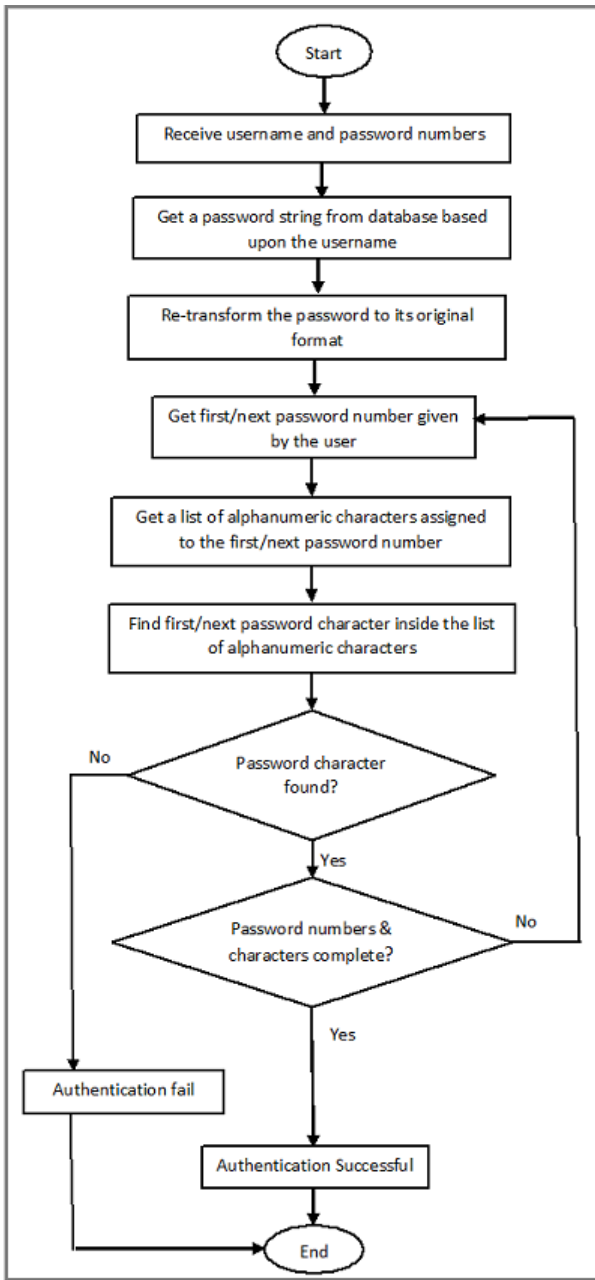 Start
Receive username and password numbers
Get a password string from database based
upon the username
Re-transform the password to its original
format
Get first/next password number given
by the user
Get a list of alphanumeric characters assigned
to the first/next password number
Find first/next password character inside the list
of alphanumeric characters
No
Password character
found?
Yes
Password numbers &
characters complete?
No
Yes
Authentication fail
Authentication Successful
End